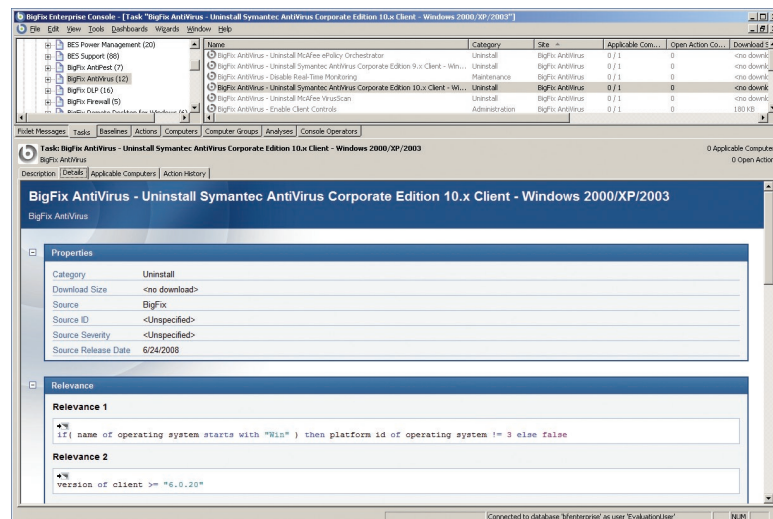 BigFix Enterprise Console - [Task "BigFix AntiVirus - Uninstall Symantec AntiVirus Corporate Edition 10.x Client - Windows 2000/XP/2003"]
File Edit View Tools Dashboards Wizards Window Help
BES Power Management (20)
BES Support (88)
BigFix AntiPest (7)
BigFix AntiVirus (12)
BigFix DLP (16)
BigFix Firewall (5)
BigFix Remote Desktop for Windows (6)
Name Category Site Applicable Com... Open Action Co... Download S
BigFix AntiVirus - Uninstall McAfee ePolicy Orchestrator Uninstall BigFix AntiVirus 0 / 1 0 <no downl
BigFix AntiVirus - Uninstall Symantec AntiVirus Corporate Edition 9.x Client - Win... Uninstall BigFix AntiVirus 0 / 1 0 <no downl
BigFix AntiVirus - Disable Real-Time Monitoring Maintenance BigFix AntiVirus 0 / 1 0 <no downl
BigFix AntiVirus - Uninstall Symantec AntiVirus Corporate Edition 10.x Client - Wi... Uninstall BigFix AntiVirus 0 / 1 0 <no downl
BigFix AntiVirus - Uninstall McAfee VirusScan Uninstall BigFix AntiVirus 0 / 1 0 <no downl
BigFix AntiVirus - Enable Client Controls Administration BigFix AntiVirus 0 / 1 0 180 KB
Fixlet Messages Tasks Baselines Actions Computers Computer Groups Analyses Console Operators
Task: BigFix AntiVirus - Uninstall Symantec AntiVirus Corporate Edition 10.x Client - Windows 2000/XP/2003 0 Applicable Compute
BigFix AntiVirus 0 Open Action
Description Details Applicable Computers Action History
BigFix AntiVirus - Uninstall Symantec AntiVirus Corporate Edition 10.x Client - Windows 2000/XP/2003
BigFix AntiVirus
Properties
Category Uninstall
Download Size <no download>
Source BigFix
Source ID <Unspecified>
Source Severity <Unspecified>
Source Release Date 6/24/2008
Relevance
Relevance 1
if( name of operating system starts with "Win" ) then platform id of operating system != 3 else false
Relevance 2
version of client >= "6.0.20"
Connected to database 'bfenterprise' as user 'EvaluationUser' NUM